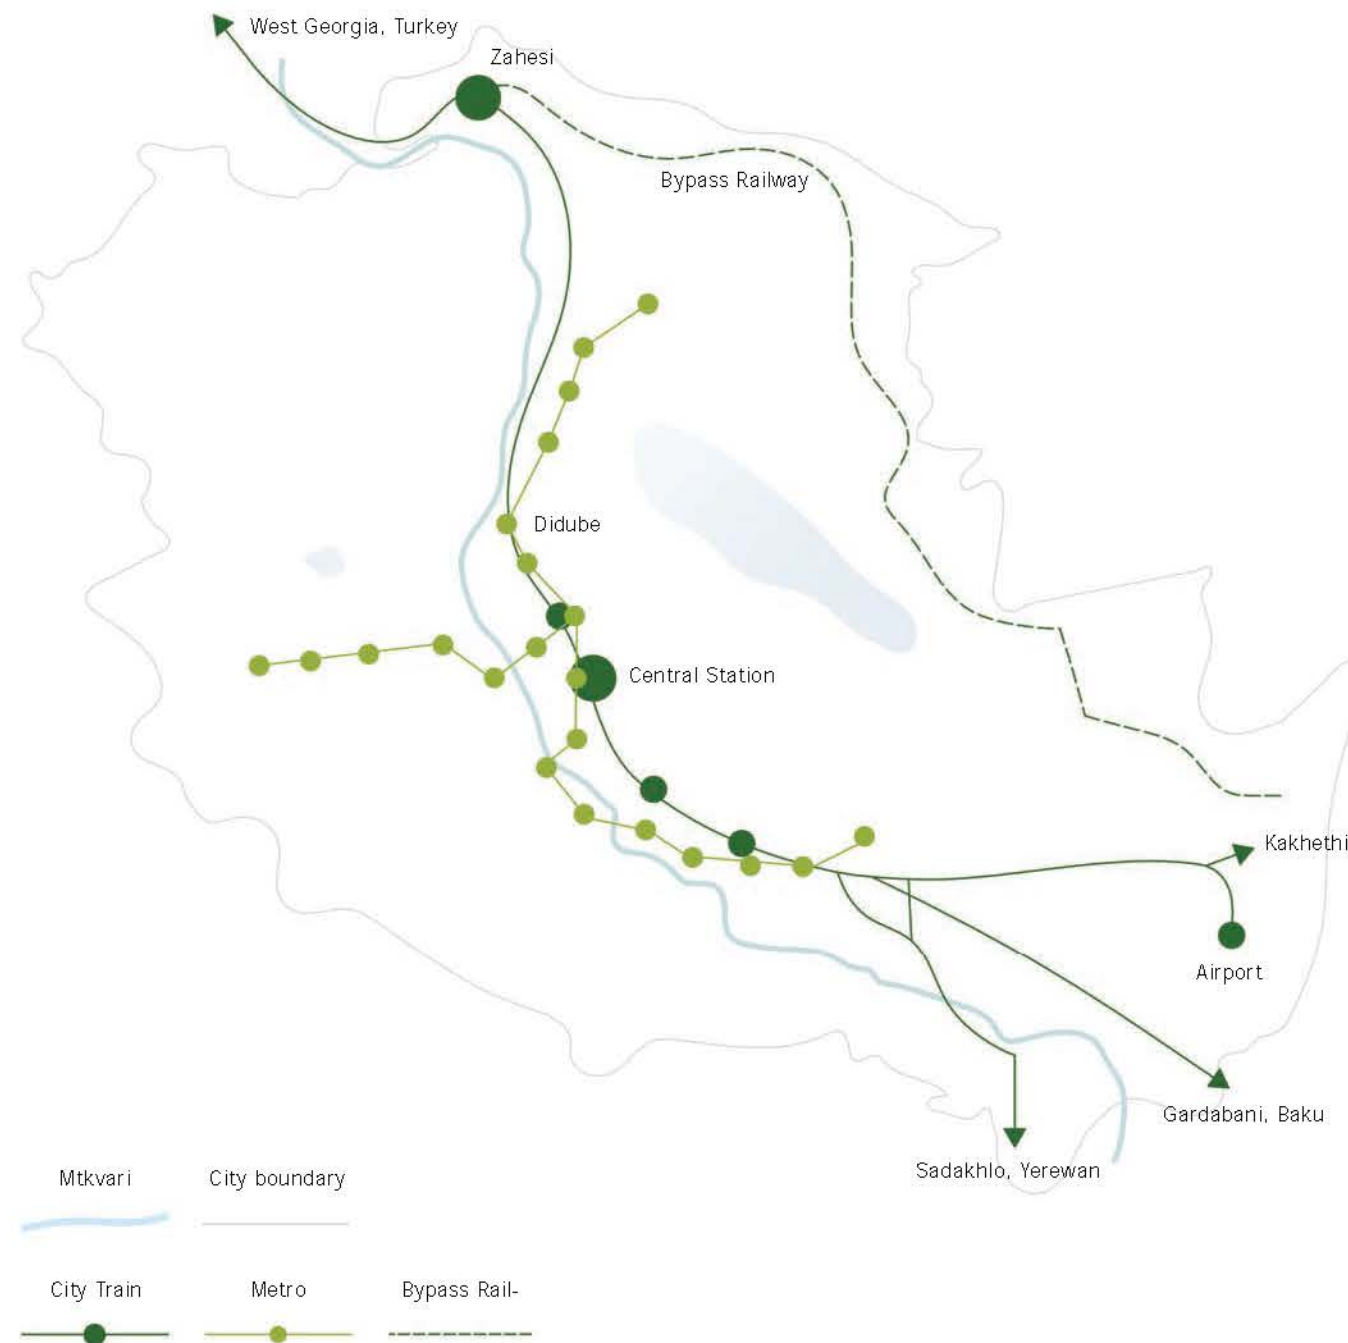 West Georgia, Turkey
Zahesi
Bypass Railway
Didube
Central Station
Kakhethi
Airport
Gardabani, Baku
Sadakhlo, Yerewan
Mtkvari
City boundary
City Train
Metro
Bypass Rail-